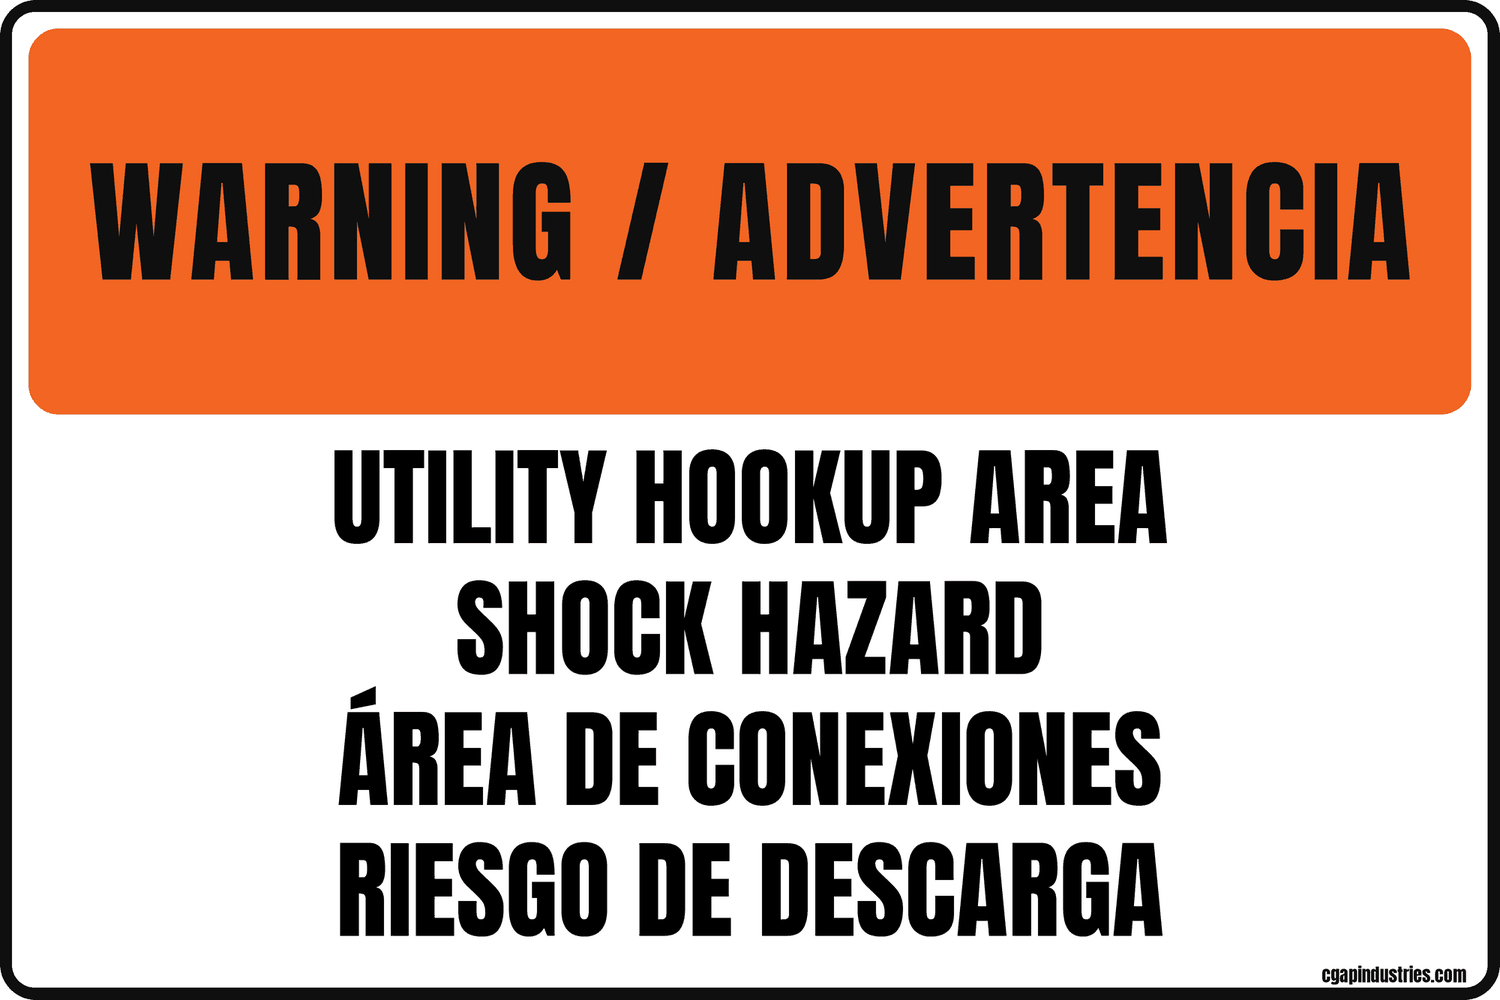 WARNING / ADVERTENCIA
UTILITY HOOKUP AREA
SHOCK HAZARD
ÁREA DE CONEXIONES
RIESGO DE DESCARGA
cgapindustries.com